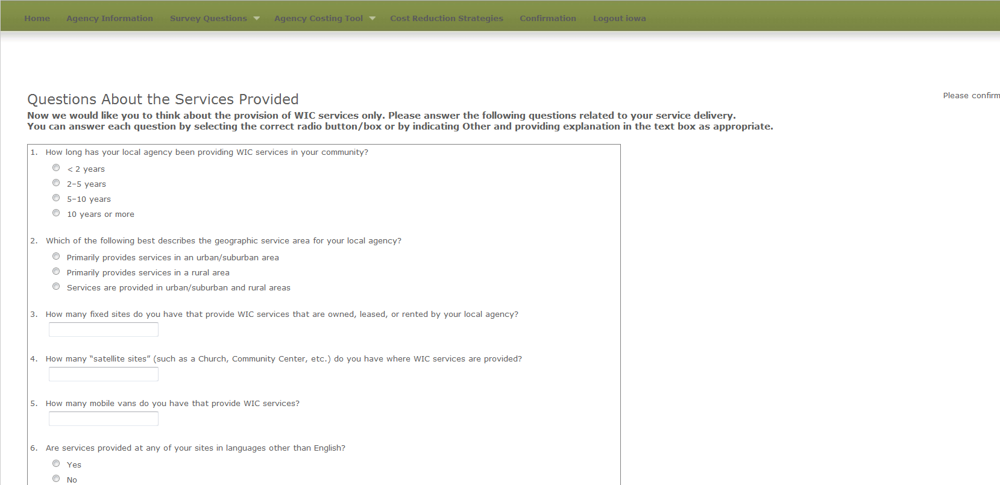 Home Agency Information Survey Questions Agency Costing Tool Cost Reduction Strategies Confirmation Logout iowa
Please confirm
Questions About the Services Provided
Now we would like you to think about the provision of WIC services only. Please answer the following questions related to your service delivery.
You can answer each question by selecting the correct radio button/box or by indicating Other and providing explanation in the text box as appropriate.
1. How long has your local agency been providing WIC services in your community?
< 2 years
2–5 years
5–10 years
10 years or more
2. Which of the following best describes the geographic service area for your local agency?
Primarily provides services in an urban/suburban area
Primarily provides services in a rural area
Services are provided in urban/suburban and rural areas
3. How many fixed sites do you have that provide WIC services that are owned, leased, or rented by your local agency?
4. How many “satellite sites” (such as a Church, Community Center, etc.) do you have where WIC services are provided?
5. How many mobile vans do you have that provide WIC services?
6. Are services provided at any of your sites in languages other than English?
Yes
No